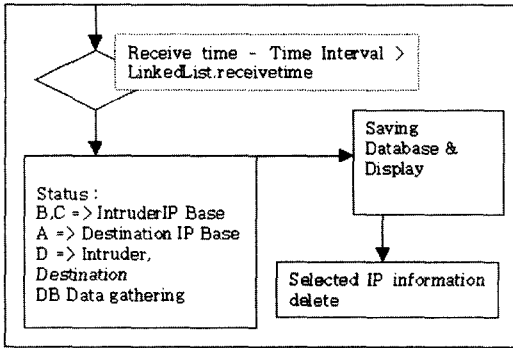 Receive time - Time Interval >
LinkedList.receivetime
Saving
Database &
Display
Status :
B,C => IntruderIP Base
A => Destination IP Base
D => Intruder,
Destination
DB Data gathering
Selected IP information
delete